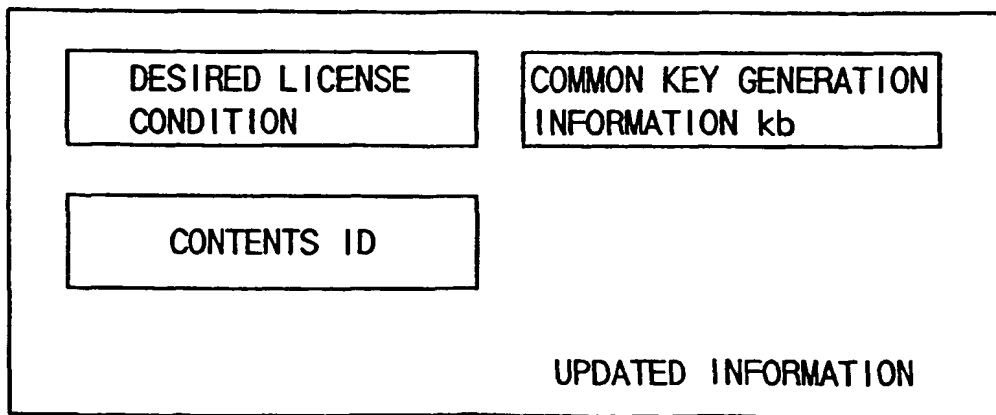 DESIRED LICENSE
CONDITION
COMMON KEY GENERATION
INFORMATION kb
CONTENTS ID
UPDATED INFORMATION